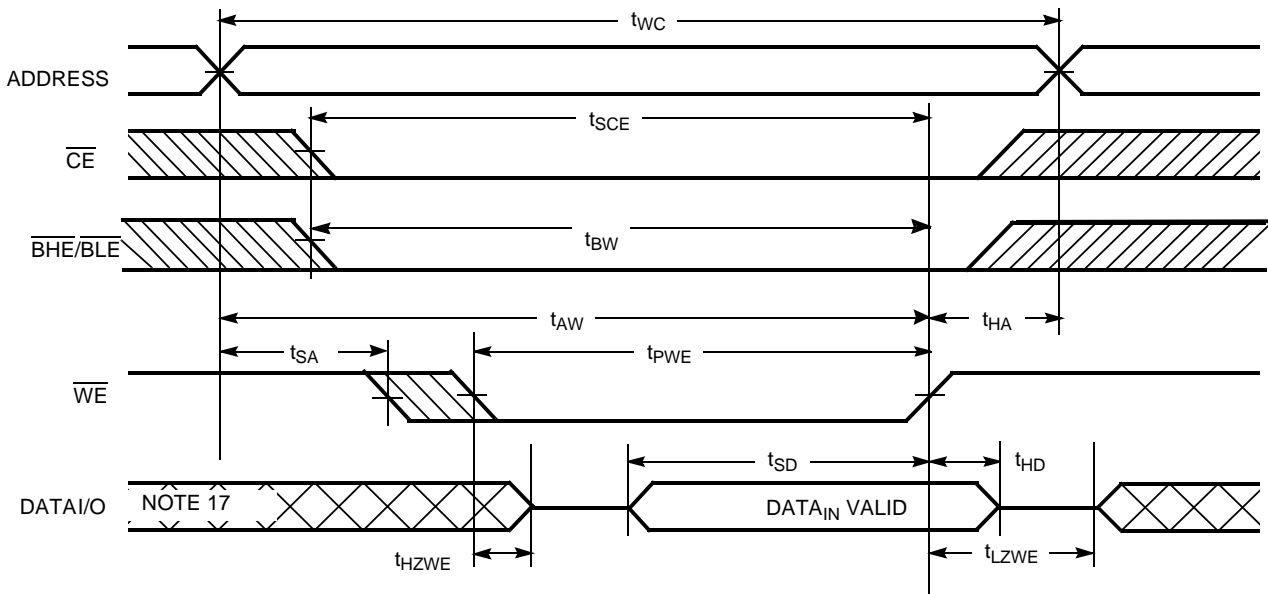 tWC
ADDRESS
tSCE
CE
tBW
BHE/BLE
tAW
tHA
tSA
tPWE
WE
tSD
tHD
DATAI/O
NOTE 17
DATAIN VALID
tHZWE
tLZWE